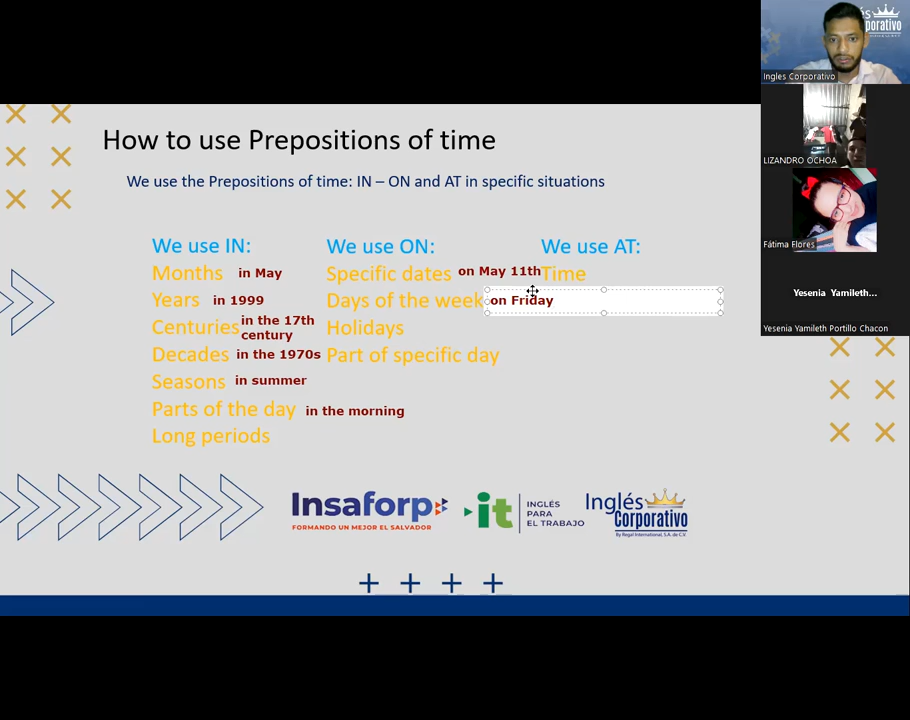 Inglés
Corporativo
Ingles Corporativo
LIZANDRO OCHOA
Fátima Flores
Yesenia Yamileth...
Yesenia Yamileth Portillo Chacon
How to use Prepositions of time
We use the Prepositions of time: IN – ON and AT in specific situations
We use IN:
Months in May
Years in 1999
Centuries in the 17th century
Decades in the 1970s
Seasons in summer
Parts of the day in the morning
Long periods
We use ON:
Specific dates on May 11th
Days of the week on Friday
Holidays
Part of specific day
We use AT:
Time
Insaforp
FORMANDO UN MEJOR EL SALVADOR
it
INGLÉS
PARA
EL TRABAJO
Inglés
Corporativo
By Regal International, S.A. de C.V.